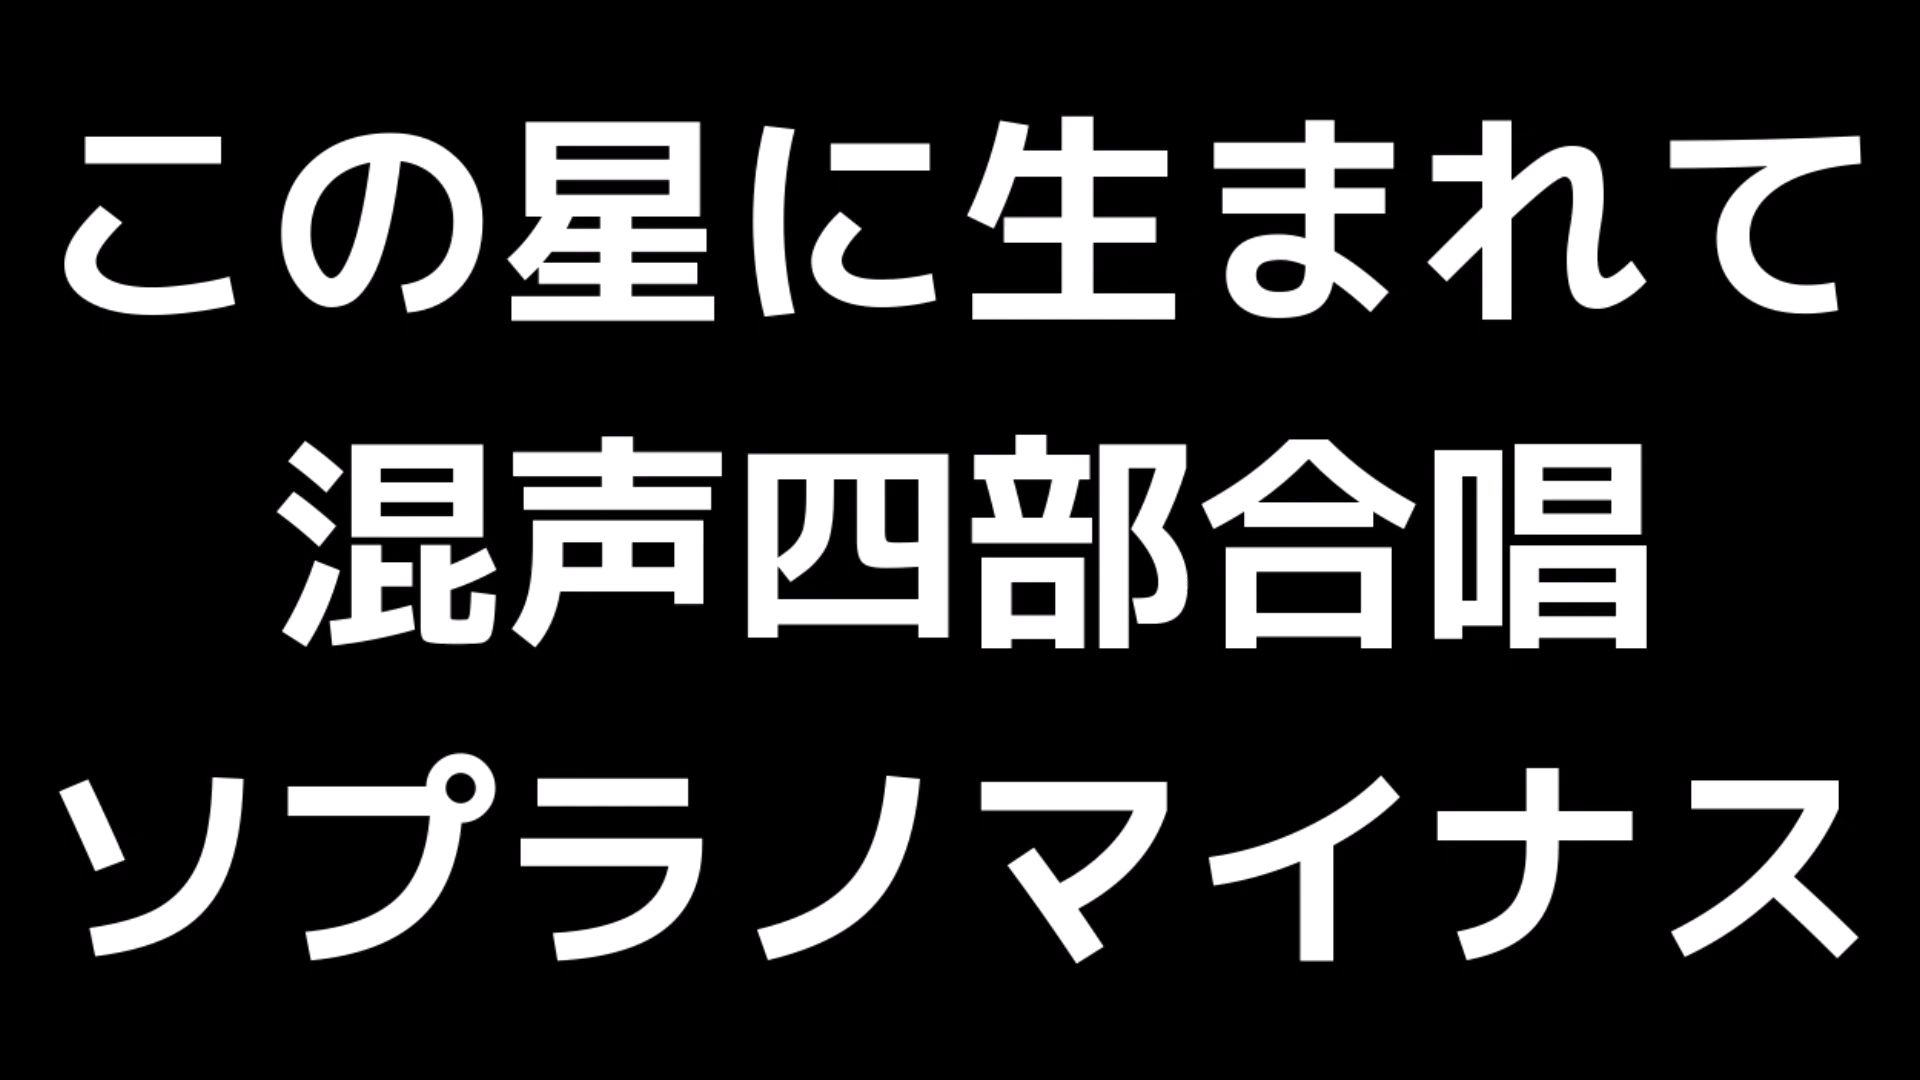 この星に生まれて
混声四部合唱
ソプラノマイナス